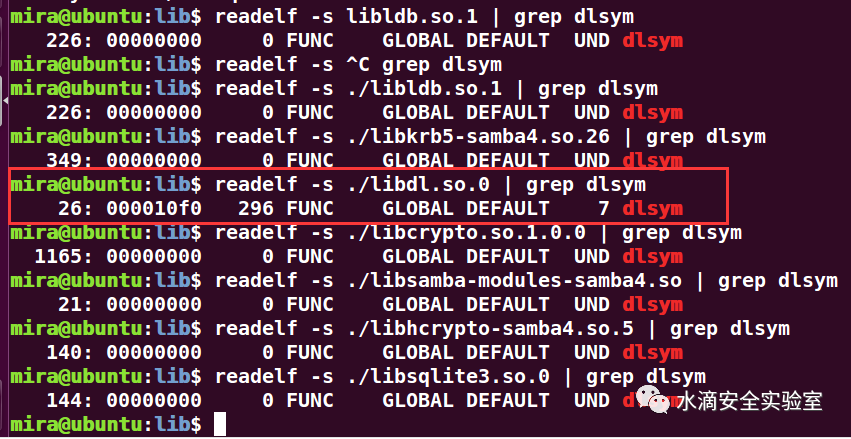 mira@ubuntu:lib$ readelf -s libldb.so.1 | grep dlsym
226: 00000000 0 FUNC GLOBAL DEFAULT UND dlsym
mira@ubuntu:lib$ readelf -s ^C grep dlsym
mira@ubuntu:lib$ readelf -s ./libldb.so.1 | grep dlsym
226: 00000000 0 FUNC GLOBAL DEFAULT UND dlsym
mira@ubuntu:lib$ readelf -s ./libkrb5-samba4.so.26 | grep dlsym
349: 00000000 0 FUNC GLOBAL DEFAULT UND dlsym
mira@ubuntu:lib$ readelf -s ./libdl.so.0 | grep dlsym
26: 000010f0 296 FUNC GLOBAL DEFAULT 7 dlsym
mira@ubuntu:lib$ readelf -s ./libcrypto.so.1.0.0 | grep dlsym
1165: 00000000 0 FUNC GLOBAL DEFAULT UND dlsym
mira@ubuntu:lib$ readelf -s ./libsamba-modules-samba4.so | grep dlsym
21: 00000000 0 FUNC GLOBAL DEFAULT UND dlsym
mira@ubuntu:lib$ readelf -s ./libhcrypto-samba4.so.5 | grep dlsym
140: 00000000 0 FUNC GLOBAL DEFAULT UND dlsym
mira@ubuntu:lib$ readelf -s ./libsqlite3.so.0 | grep dlsym
144: 00000000 0 FUNC GLOBAL DEFAULT UND dlsym
水滴安全实验室
mira@ubuntu:lib$